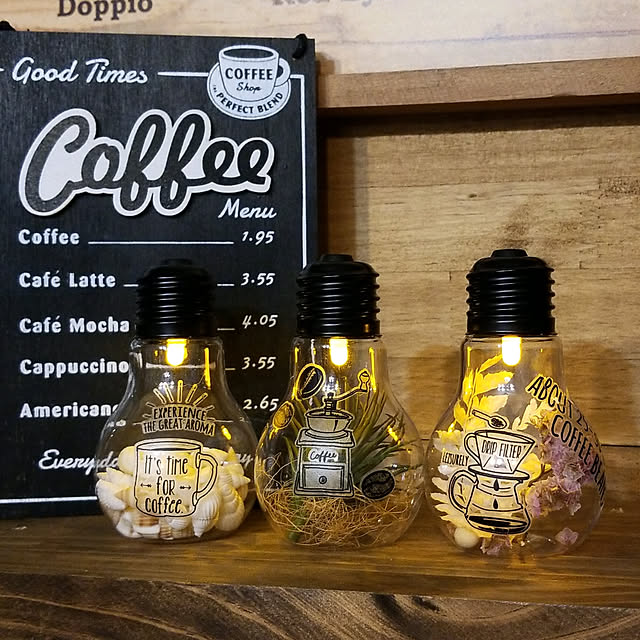 Doppio
Good Times
COFFEE
Shop
PERFECT BLEND
Coffee
Menu
Coffee 1.95
Café Latte 3.55
Café Mocha 4.05
Cappuccino 3.55
American 2.65
EXPERIENCE
THE GREAT AROMA
IT'S TIME
FOR
COFFEE.
Coffee
ABOUT
COFFEE
DRIP FILTER
LEISURELY